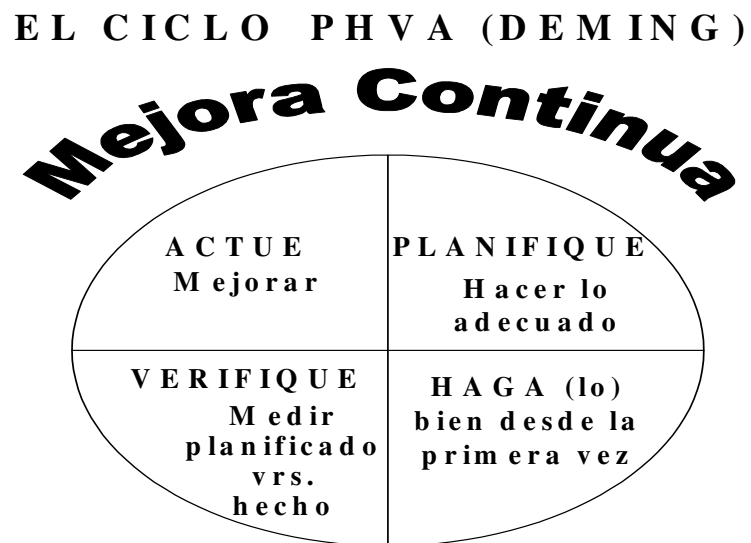 EL CICLO PHVA (DEMING)
Mejora Continua
ACTUE
Mejorar
PLANIFIQUE
Hacer lo
adecuado
VERIFIQUE
Medir
planificado
vrs.
hecho
HAGA (lo)
bien desde la
primera vez